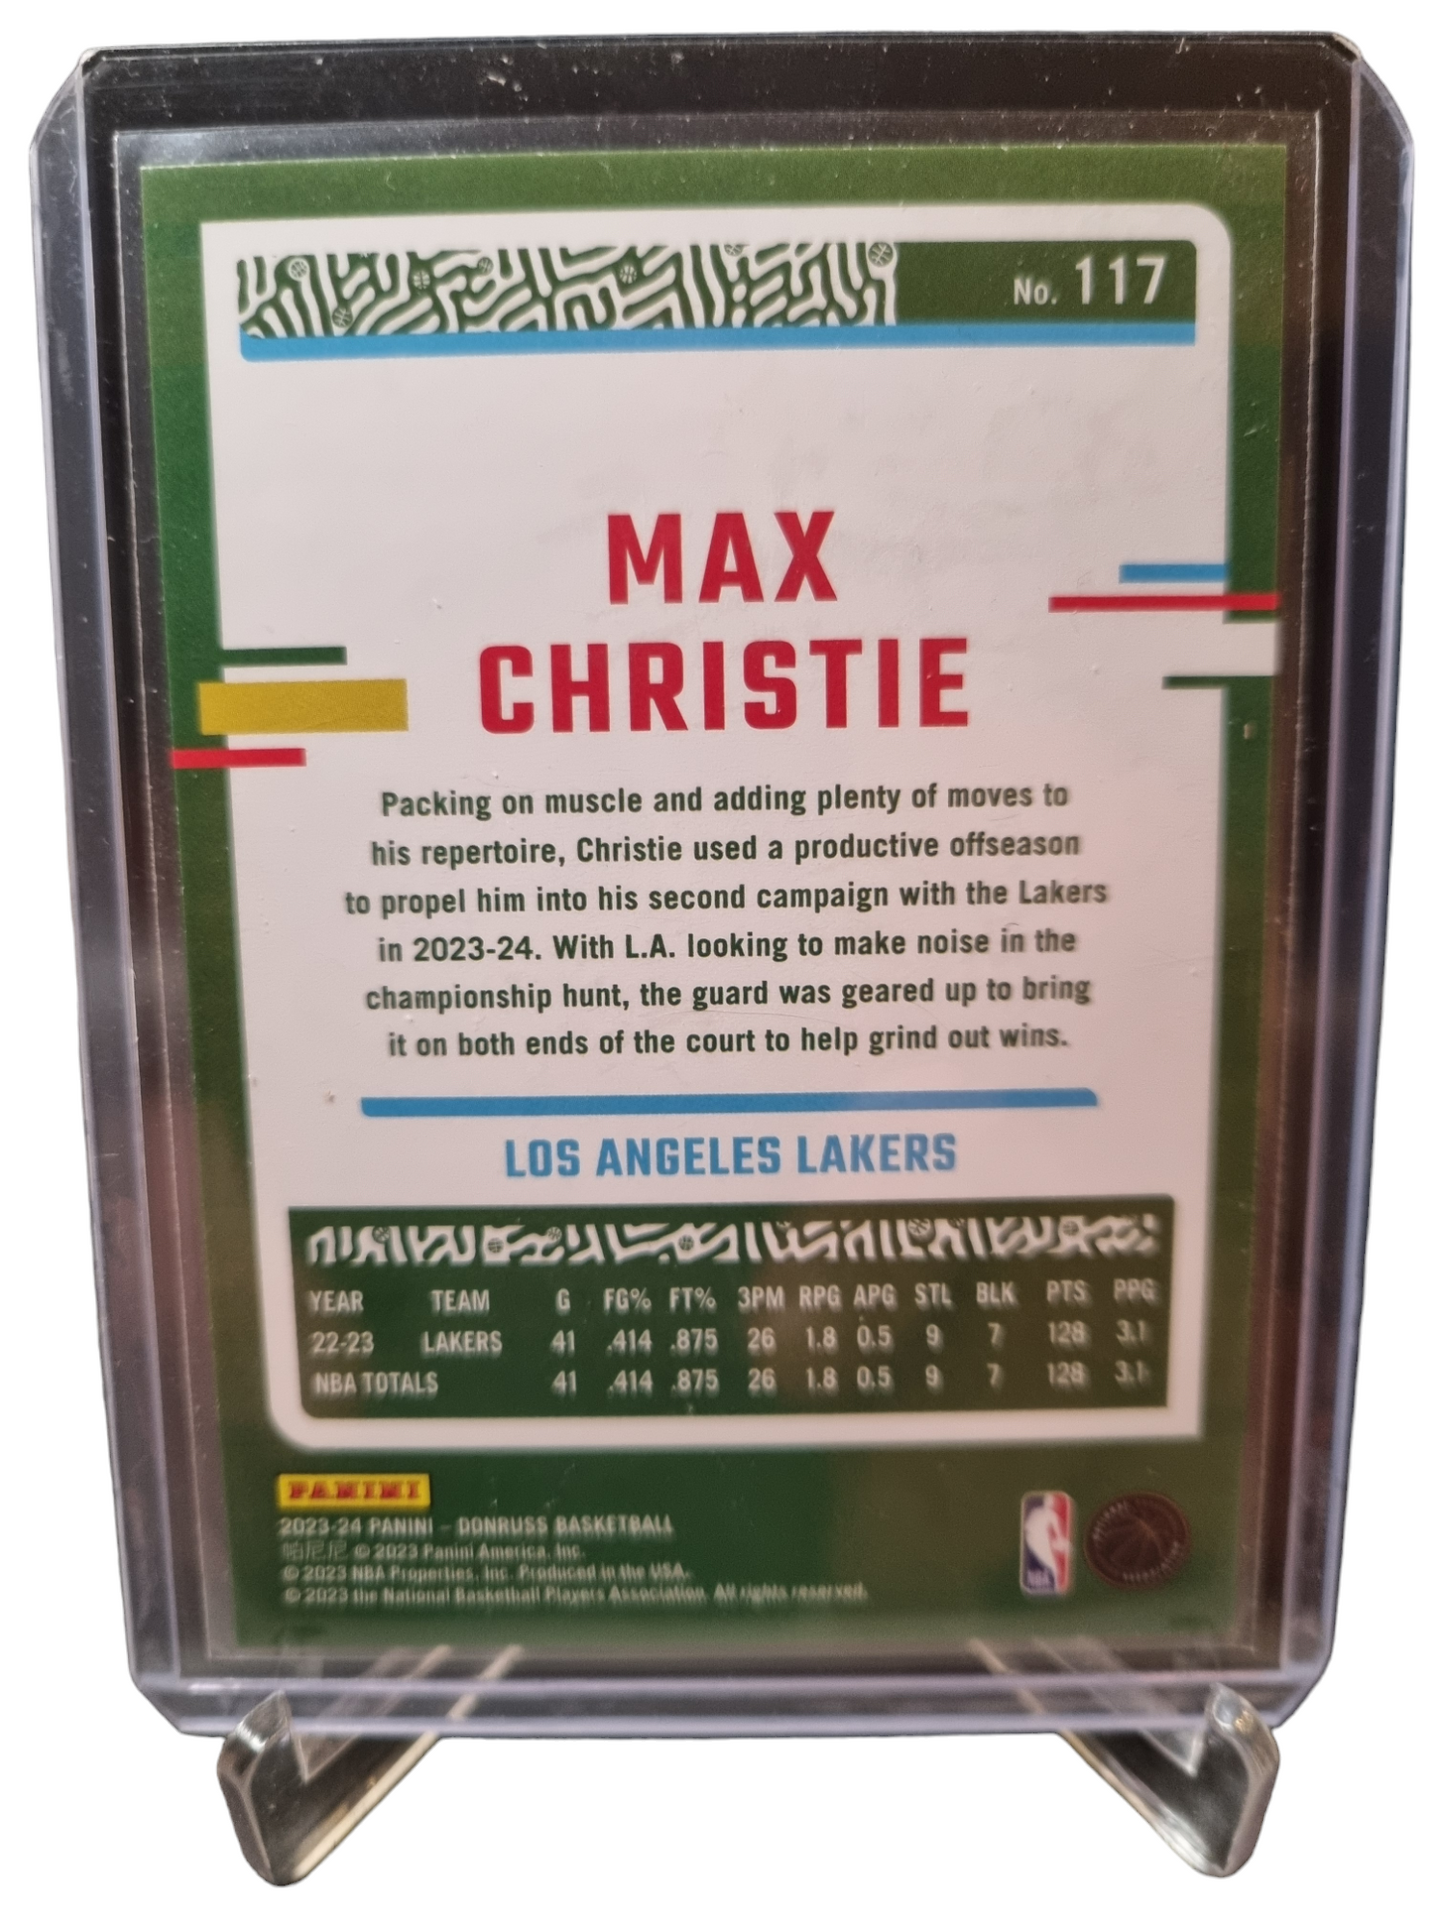 No. 117
MAX
CHRISTIE
Packing on muscle and adding plenty of moves to
his repertoire, Christie used a productive offseason
to propel him into his second campaign with the Lakers
in 2023-24. With L.A. looking to make noise in the
championship hunt, the guard was geared up to bring
it on both ends of the court to help grind out wins.
LOS ANGELES LAKERS
YEAR TEAM G FG% FT% 3PM RPG APG STL BLK PTS PPG
22-23 LAKERS 41 .414 .875 26 1.8 0.5 9 7 128 3.1
NBA TOTALS 41 .414 .875 26 1.8 0.5 9 7 128 3.1
PANINI
2023-24 PANINI – DONRUSS BASKETBALL
帕尼尼 © 2023 Panini America, Inc.
© 2023 NBA Properties, Inc. Produced in the USA.
© 2023 the National Basketball Players Association. All rights reserved.
NBA